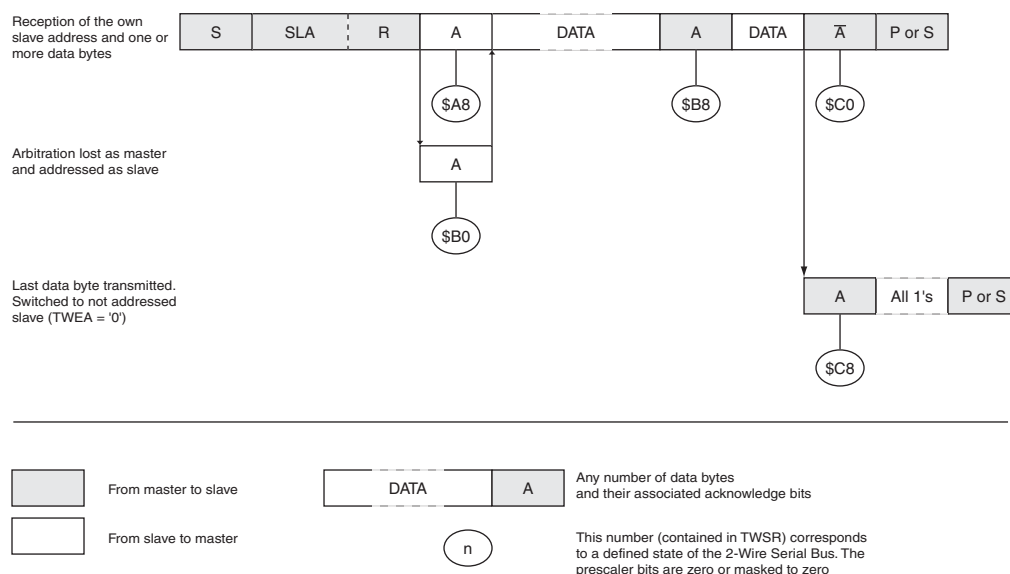 Reception of the own
slave address and one or
more data bytes
S SLA R A DATA A DATA A̅ P or S
$A8 $B8 $C0
Arbitration lost as master
and addressed as slave
A
$B0
Last data byte transmitted.
Switched to not addressed
slave (TWEA = '0')
A All 1's P or S
$C8
From master to slave
DATA A
Any number of data bytes
and their associated acknowledge bits
From slave to master
n
This number (contained in TWSR) corresponds
to a defined state of the 2-Wire Serial Bus. The
prescaler bits are zero or masked to zero